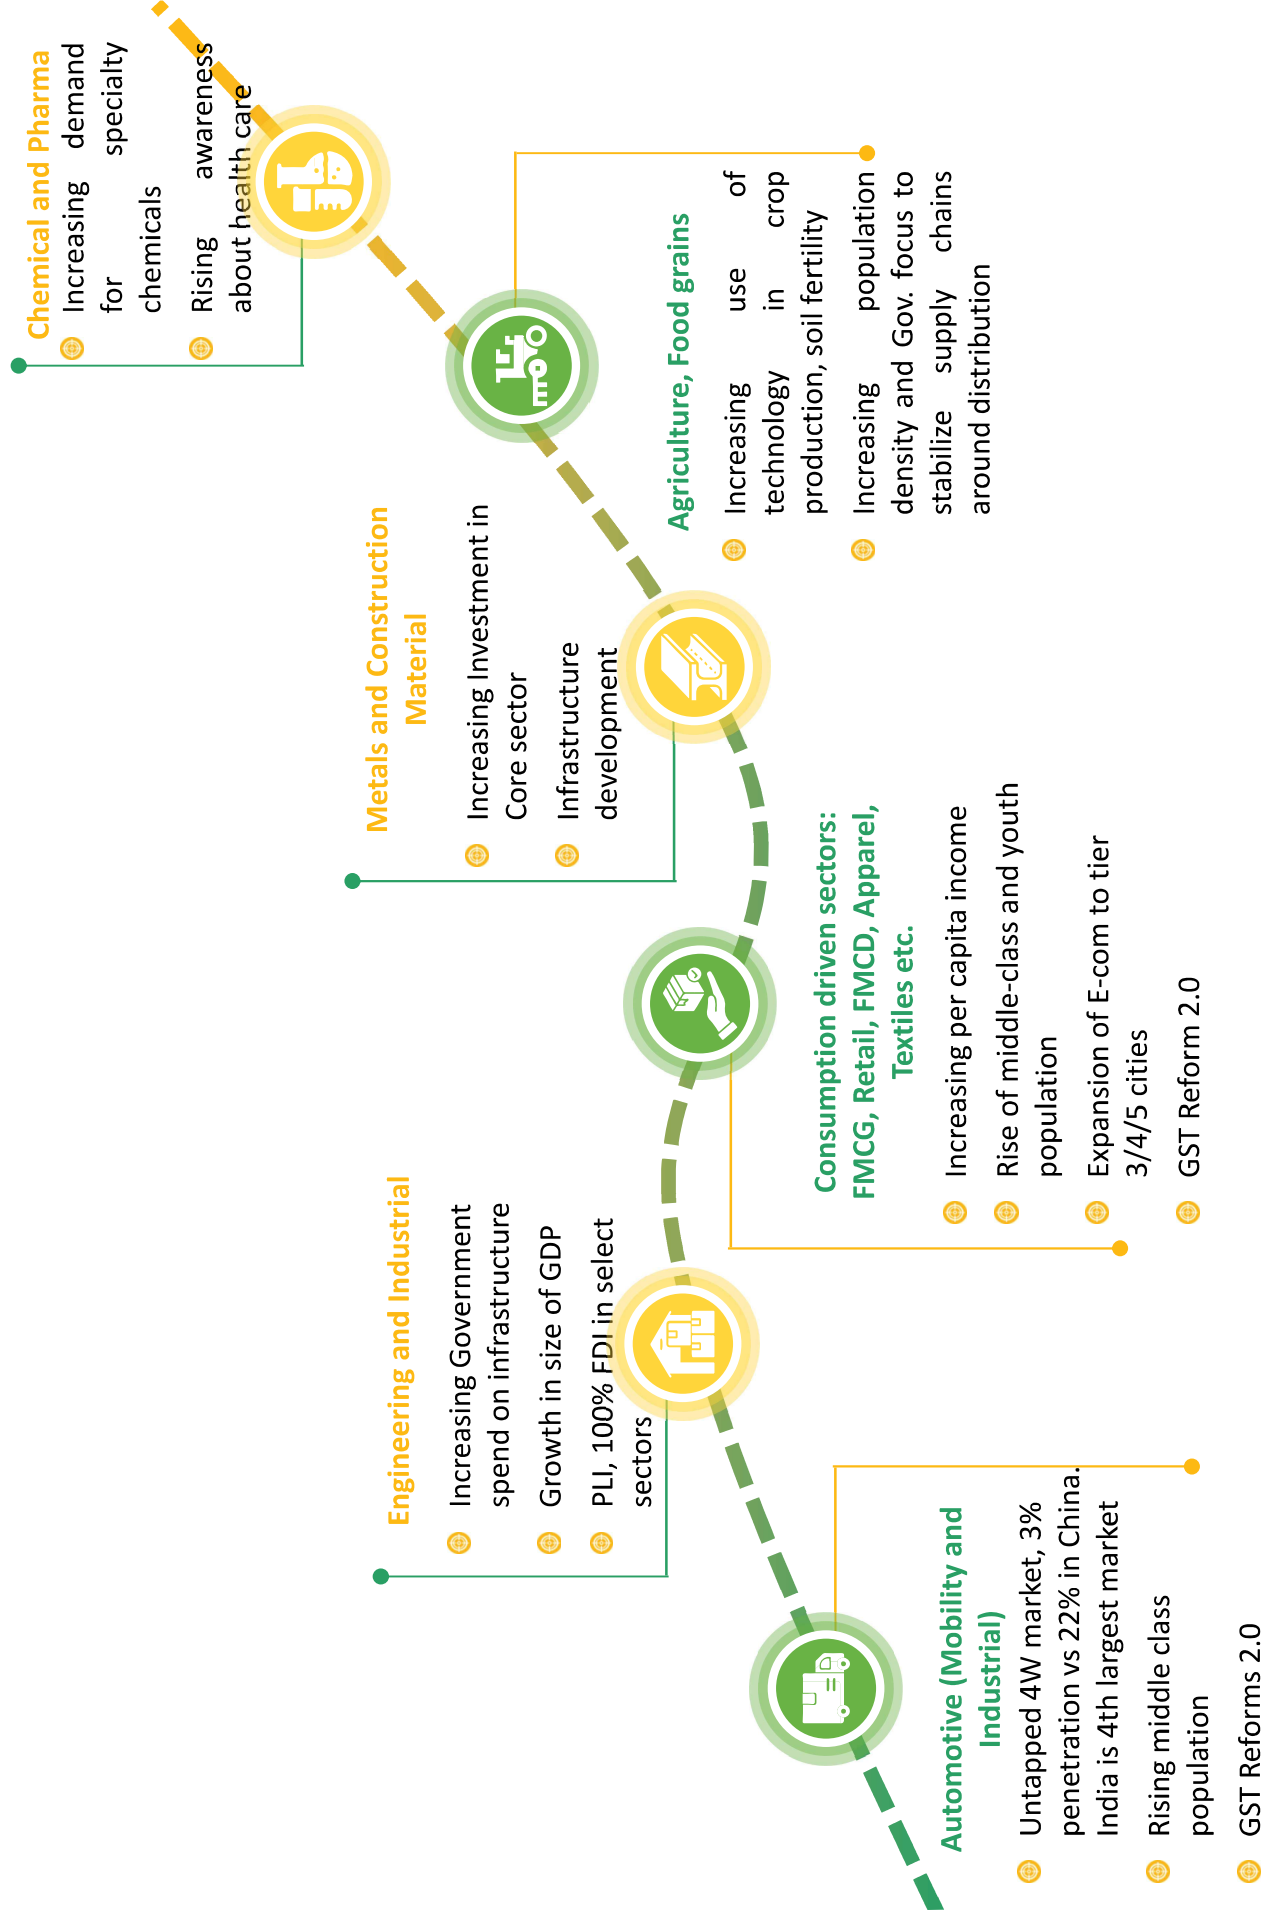 Automotive (Mobility and
Industrial)
Untapped 4W market, 3%
penetration vs 22% in China.
India is 4th largest market
Rising middle class
population
GST Reforms 2.0
Engineering and Industrial
Increasing Government
spend on infrastructure
Growth in size of GDP
PLI, 100% FDI in select
sectors
Consumption driven sectors:
FMCG, Retail, FMCD, Apparel,
Textiles etc.
Increasing per capita income
Rise of middle-class and youth
population
Expansion of E-com to tier
3/4/5 cities
GST Reform 2.0
Metals and Construction
Material
Increasing Investment in
Core sector
Infrastructure
development
Agriculture, Food grains
Increasing use of
technology in crop
production, soil fertility
Increasing population
density and Gov. focus to
stabilize supply chains
around distribution
Chemical and Pharma
Increasing demand
for specialty
chemicals
Rising awareness
about health care